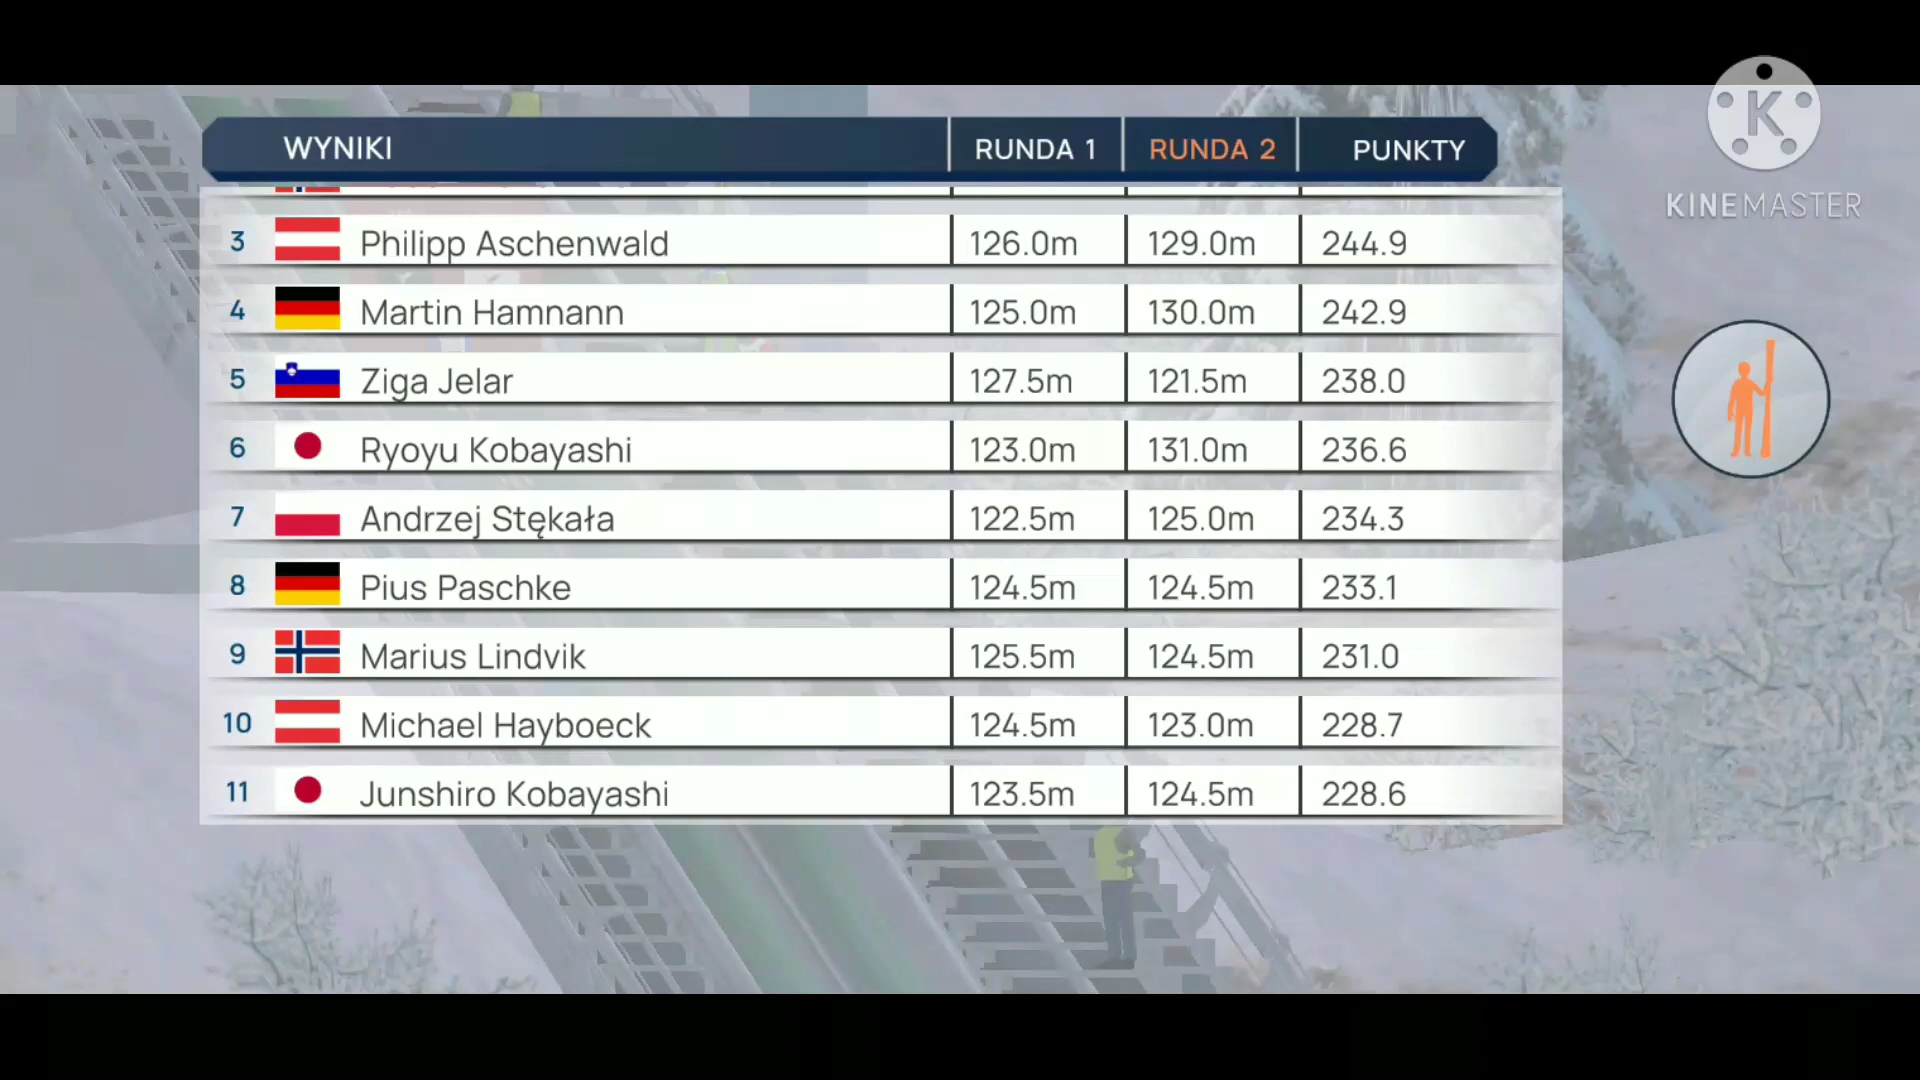 WYNIKI RUNDA 1 RUNDA 2 PUNKTY
3 Philipp Aschenwald 126.0m 129.0m 244.9
4 Martin Hamnann 125.0m 130.0m 242.9
5 Ziga Jelar 127.5m 121.5m 238.0
6 Ryoyu Kobayashi 123.0m 131.0m 236.6
7 Andrzej Stękała 122.5m 125.0m 234.3
8 Pius Paschke 124.5m 124.5m 233.1
9 Marius Lindvik 125.5m 124.5m 231.0
10 Michael Hayboeck 124.5m 123.0m 228.7
11 Junshiro Kobayashi 123.5m 124.5m 228.6
K
KINEMASTER